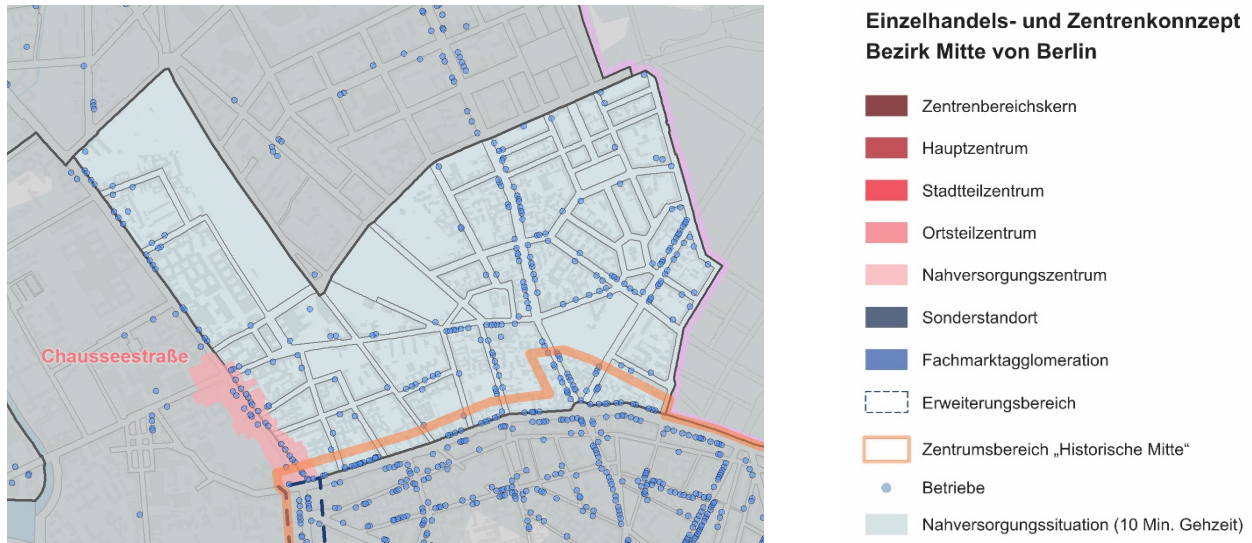 Chausseestraße
Einzelhandels- und Zentrenkonnzept
Bezirk Mitte von Berlin
Zentrenbereichskern
Hauptzentrum
Stadtteilzentrum
Ortsteilzentrum
Nahversorgungszentrum
Sonderstandort
Fachmarktagglomeration
Erweiterungsbereich
Zentrumsbereich „Historische Mitte“
Betriebe
Nahversorgungssituation (10 Min. Gehzeit)